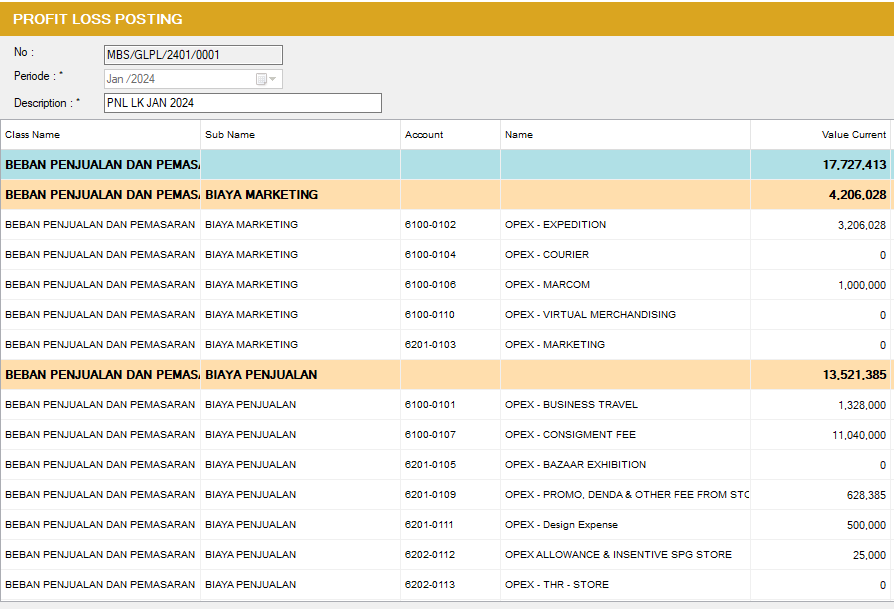 PROFIT LOSS POSTING
No :
MBS/GLPL/2401/0001
Periode : *
Jan /2024
Description : *
PNL LK JAN 2024
Class Name Sub Name Account Name Value Current
BEBAN PENJUALAN DAN 17,727,413
BEBAN PENJUALAN DAN BIAYA MARKETING 4,206,028
BEBAN PENJUALAN DAN PEMASARAN BIAYA MARKETING 6100-0102 OPEX - EXPEDITION 3,206,028
BEBAN PENJUALAN DAN PEMASARAN BIAYA MARKETING 6100-0104 OPEX - COURIER 0
BEBAN PENJUALAN DAN PEMASARAN BIAYA MARKETING 6100-0106 OPEX - MARCOM 1,000,000
BEBAN PENJUALAN DAN PEMASARAN BIAYA MARKETING 6100-0110 OPEX - VIRTUAL MERCHANDISING 0
BEBAN PENJUALAN DAN PEMASARAN BIAYA MARKETING 6201-0103 OPEX - MARKETING 0
BEBAN PENJUALAN DAN BIAYA PENJUALAN 13,521,385
BEBAN PENJUALAN DAN PEMASARAN BIAYA PENJUALAN 6100-0101 OPEX - BUSINESS TRAVEL 1,328,000
BEBAN PENJUALAN DAN PEMASARAN BIAYA PENJUALAN 6100-0107 OPEX - CONSIGMENT FEE 11,040,000
BEBAN PENJUALAN DAN PEMASARAN BIAYA PENJUALAN 6201-0105 OPEX - BAZAAR EXHIBITION 0
BEBAN PENJUALAN DAN PEMASARAN BIAYA PENJUALAN 6201-0109 OPEX - PROMO, DENDA & OTHER FEE FROM 628,385
BEBAN PENJUALAN DAN PEMASARAN BIAYA PENJUALAN 6201-0111 OPEX - Design Expense 500,000
BEBAN PENJUALAN DAN PEMASARAN BIAYA PENJUALAN 6202-0112 OPEX ALLOWANCE & INSENTIVE SPG STORE 25,000
BEBAN PENJUALAN DAN PEMASARAN BIAYA PENJUALAN 6202-0113 OPEX - THR - STORE 0